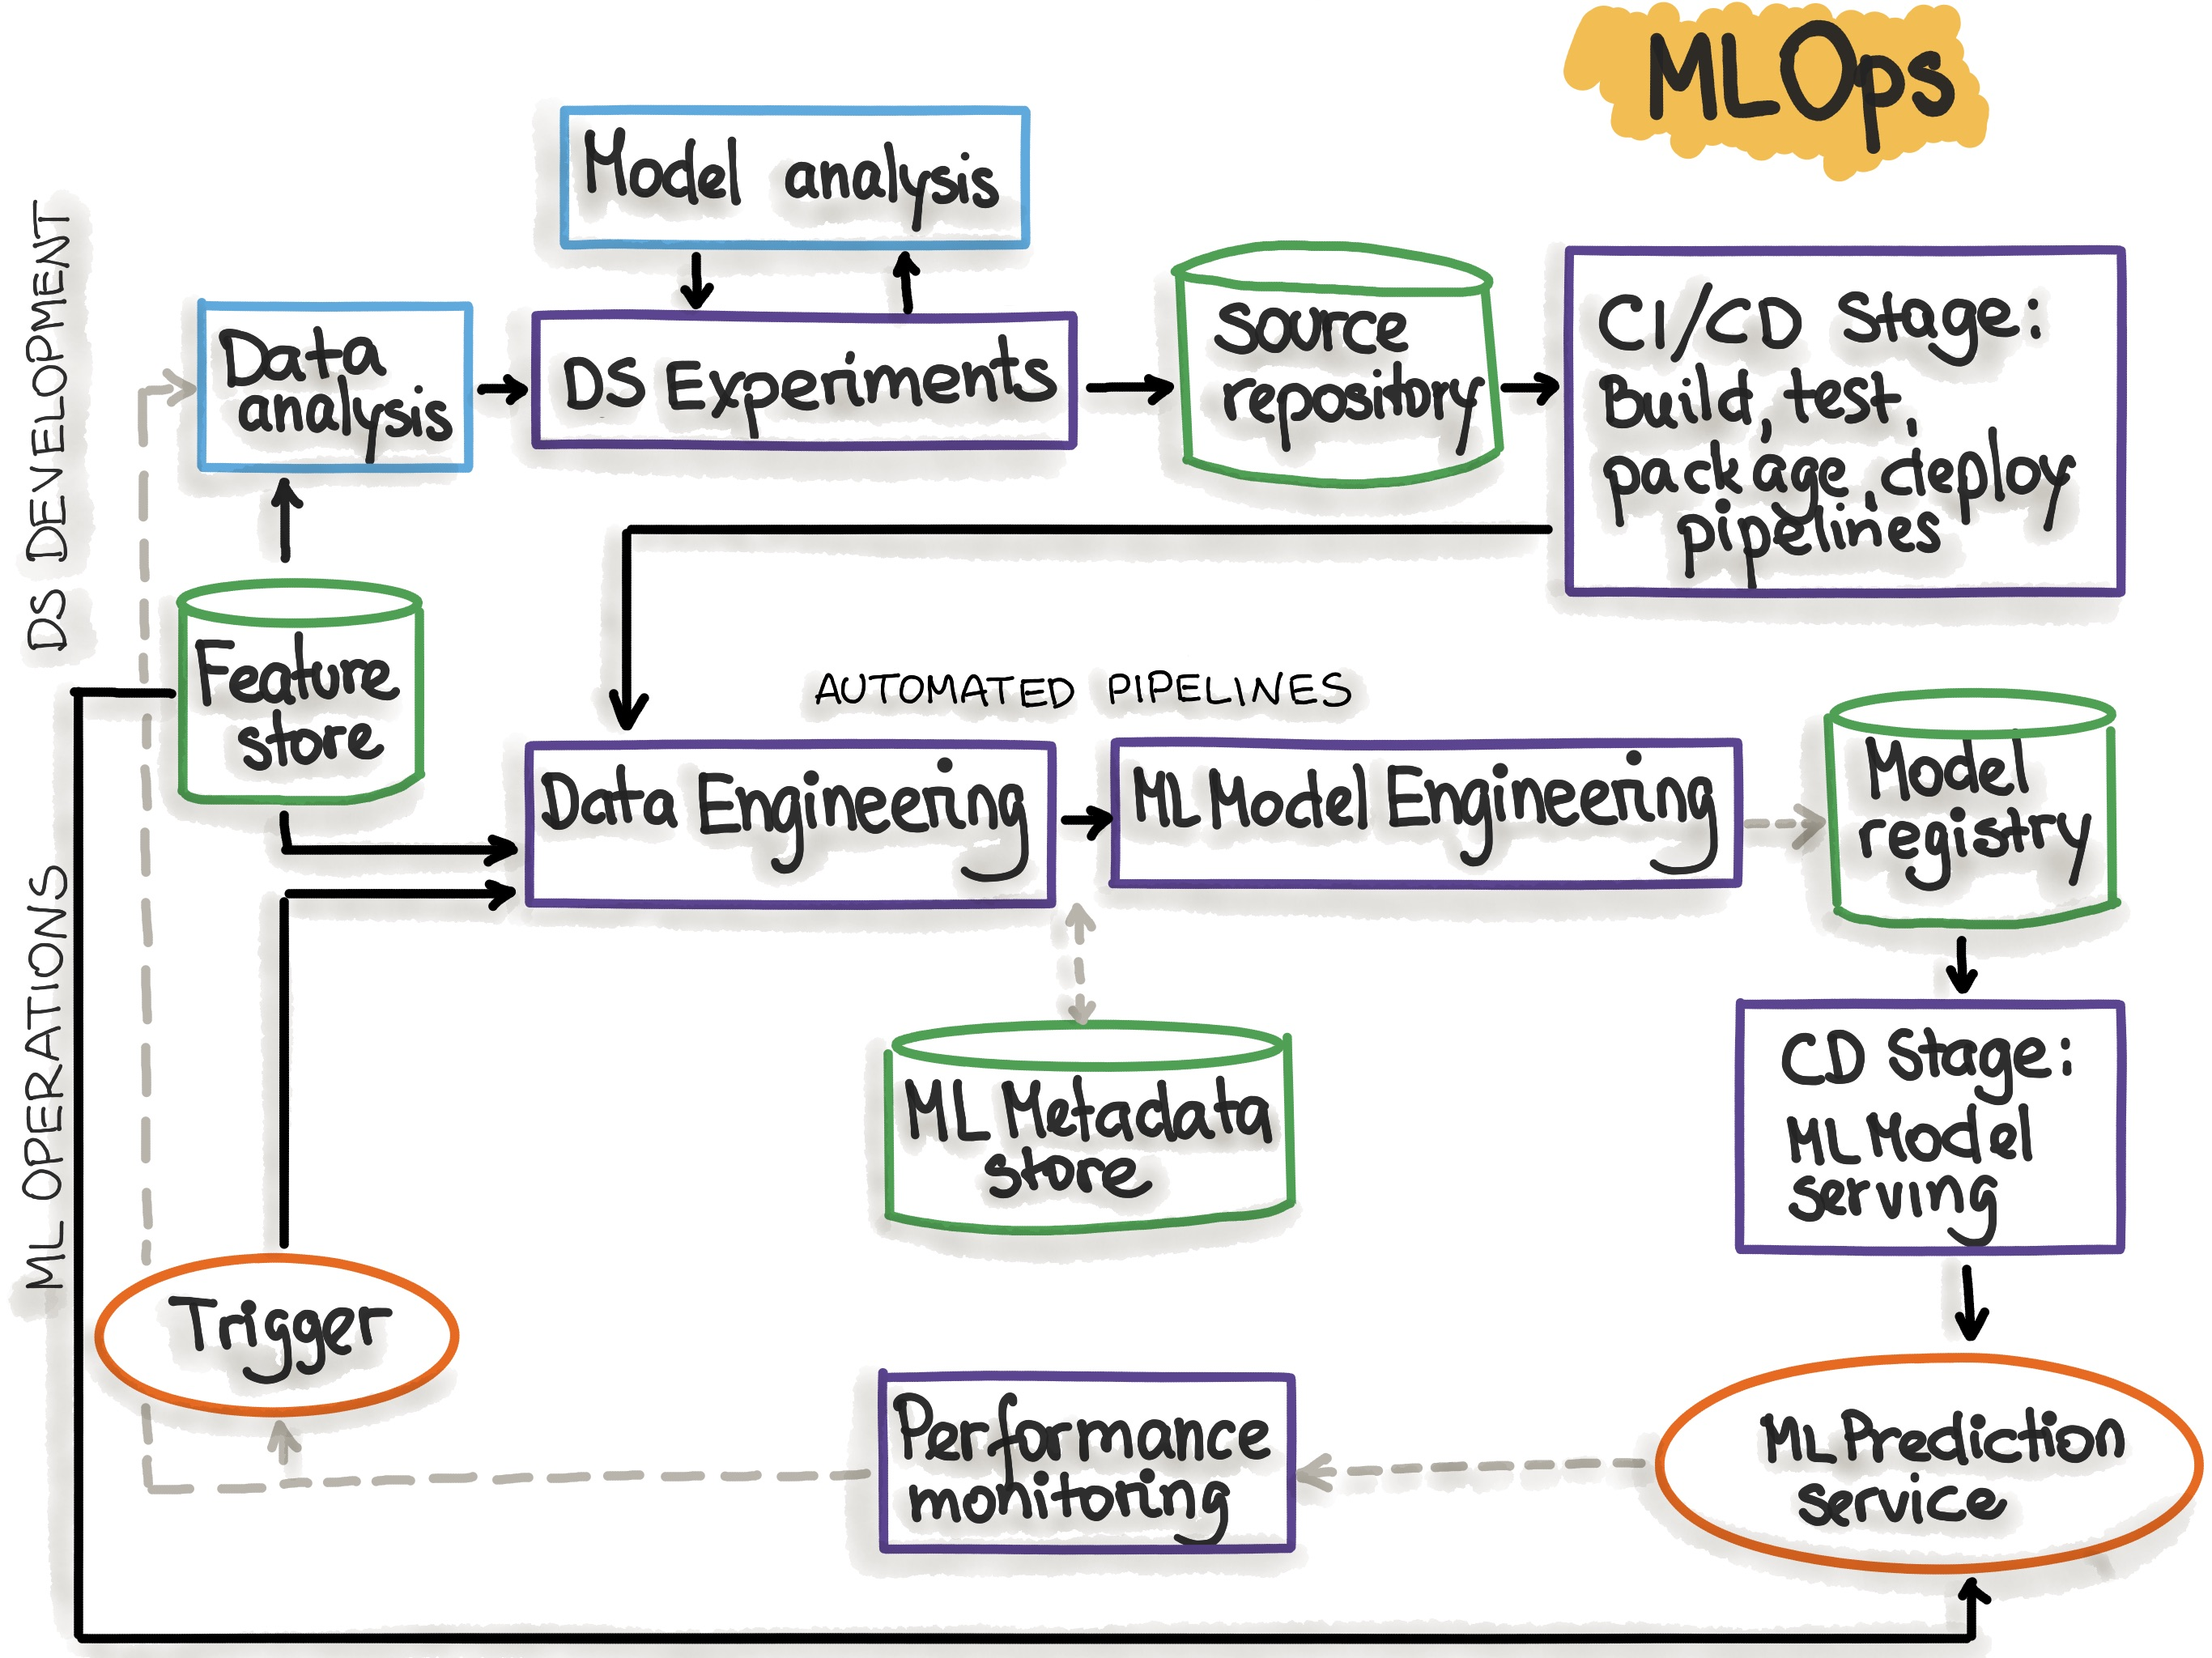 MLOps
Model analysis
DS DEVELOPMENT
Data
analysis
DS Experiments
Source
repository
CI/CD Stage:
Build, test,
package, deploy
pipelines
Feature
store
AUTOMATED PIPELINES
Data Engineering
ML Model Engineering
Model
registry
ML OPERATIONS
ML Metadata
store
CD Stage:
ML Model
serving
Trigger
Performance
monitoring
ML Prediction
service